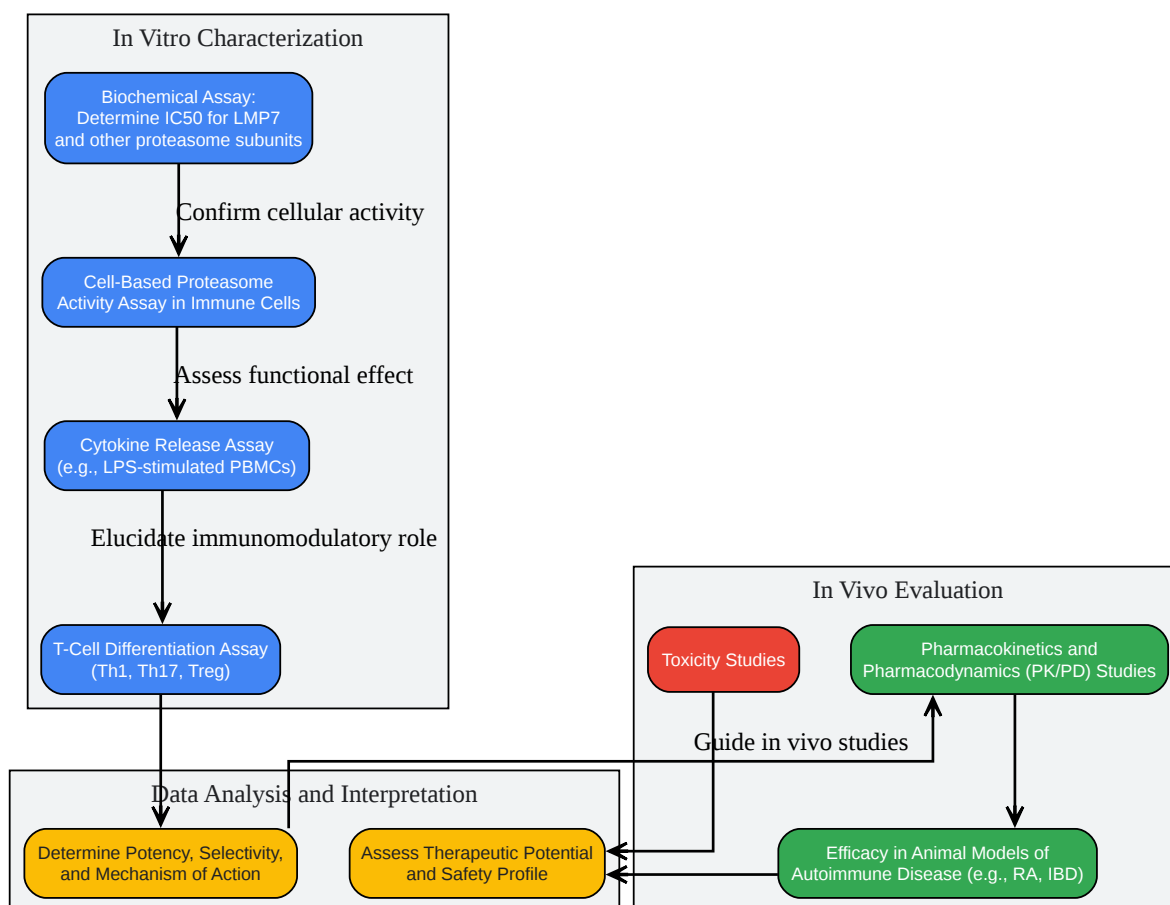 In Vitro Characterization
Biochemical Assay:
Determine IC50 for LMP7
and other proteasome subunits
Confirm cellular activity
Cell-Based Proteasome
Activity Assay in Immune Cells
Assess functional effect
Cytokine Release Assay
(e.g., LPS-stimulated PBMCs)
Elucidate immunomodulatory role
T-Cell Differentiation Assay
(Th1, Th17, Treg)
In Vivo Evaluation
Toxicity Studies
Pharmacokinetics and
Pharmacodynamics (PK/PD) Studies
Guide in vivo studies
Data Analysis and Interpretation
Determine Potency, Selectivity,
and Mechanism of Action
Assess Therapeutic Potential
and Safety Profile
Efficacy in Animal Models of
Autoimmune Disease (e.g., RA, IBD)